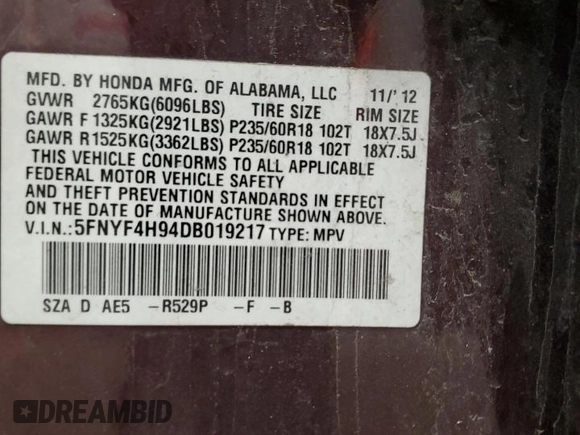 MFD. BY HONDA MFG. OF ALABAMA, LLC 11/' 12
GVWR 2765KG(6096LBS) TIRE SIZE RIM SIZE
GAWR F 1325KG(2921LBS) P235/60R18 102T 18X7.5J
GAWR R 1525KG(3362LBS) P235/60R18 102T 18X7.5J
THIS VEHICLE CONFORMS TO ALL APPLICABLE
FEDERAL MOTOR VEHICLE SAFETY
AND THEFT PREVENTION STANDARDS IN EFFECT
ON THE DATE OF MANUFACTURE SHOWN ABOVE.
V.I.N.: 5FNYF4H94DB019217 TYPE: MPV
SZA D AE5 -R529P -F -B
DREAMBID